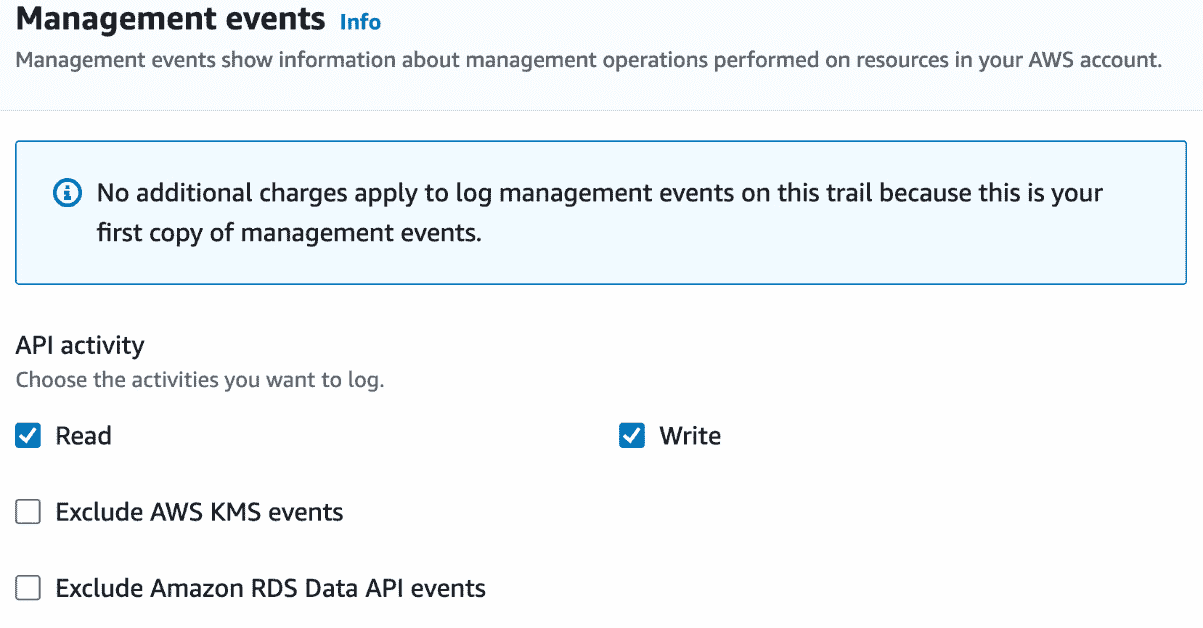 Management events Info
Management events show information about management operations performed on resources in your AWS account.
No additional charges apply to log management events on this trail because this is your
first copy of management events.
API activity
Choose the activities you want to log.
Read Write
Exclude AWS KMS events
Exclude Amazon RDS Data API events